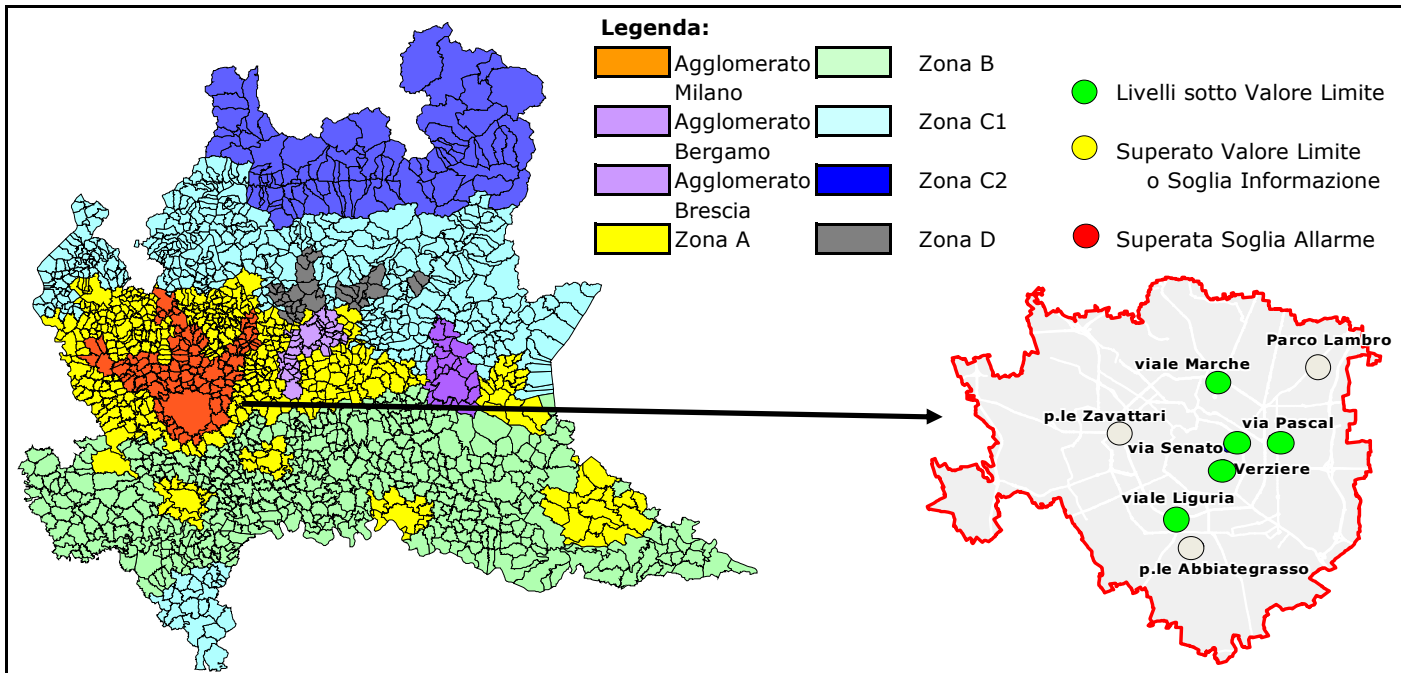 Legenda:
Agglomerato
Milano
Agglomerato
Bergamo
Agglomerato
Brescia
Zona A
Zona B
Zona C1
Zona C2
Zona D
Livelli sotto Valore Limite
Superato Valore Limite
o Soglia Informazione
Superata Soglia Allarme
Parco Lambro
viale Marche
p.le Zavattari
via Pascal
via Senato
Verziere
viale Liguria
p.le Abbiategrasso